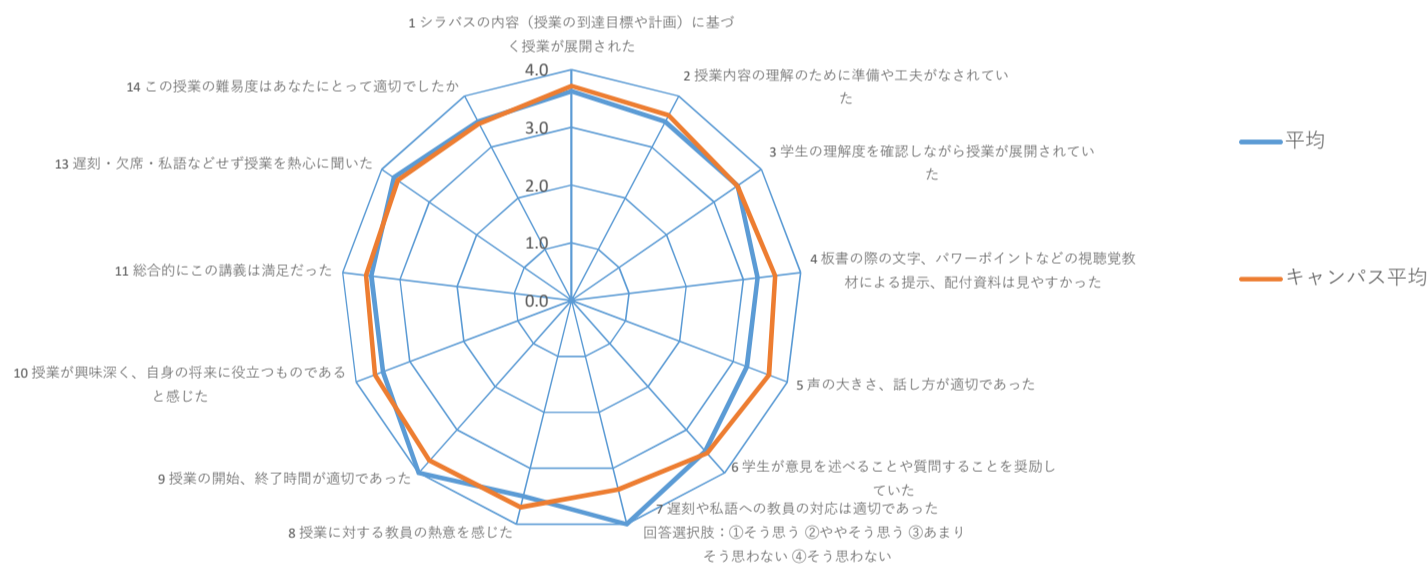 1 シラバスの内容（授業の到達目標や計画）に基づ
く授業が展開された
2 授業内容の理解のために準備や工夫がなされてい
た
3 学生の理解度を確認しながら授業が展開されてい
た
4 板書の際の文字、パワーポイントなどの視聴覚教
材による提示、配付資料は見やすかった
5 声の大きさ、話し方が適切であった
6 学生が意見を述べることや質問することを奨励し
ていた
7 遅刻や私語への教員の対応は適切であった
回答選択肢：①そう思う ②ややそう思う ③あまり
そう思わない ④そう思わない
8 授業に対する教員の熱意を感じた
9 授業の開始、終了時間が適切であった
10 授業が興味深く、自身の将来に役立つものである
と感じた
11 総合的にこの講義は満足だった
13 遅刻・欠席・私語などせず授業を熱心に聞いた
14 この授業の難易度はあなたにとって適切でしたか
4.0
3.0
2.0
1.0
0.0
平均
キャンパス平均